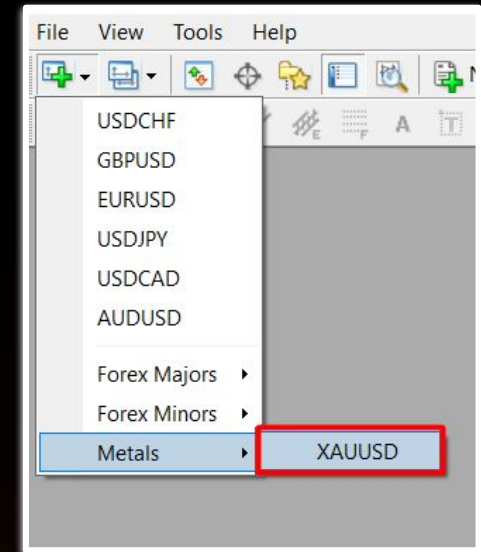 File View Tools Help
N
A T
E
F
USDCHF
GBPUSD
EURUSD
USDJPY
USDCAD
AUDUSD
Forex Majors
Forex Minors
Metals XAUUSD